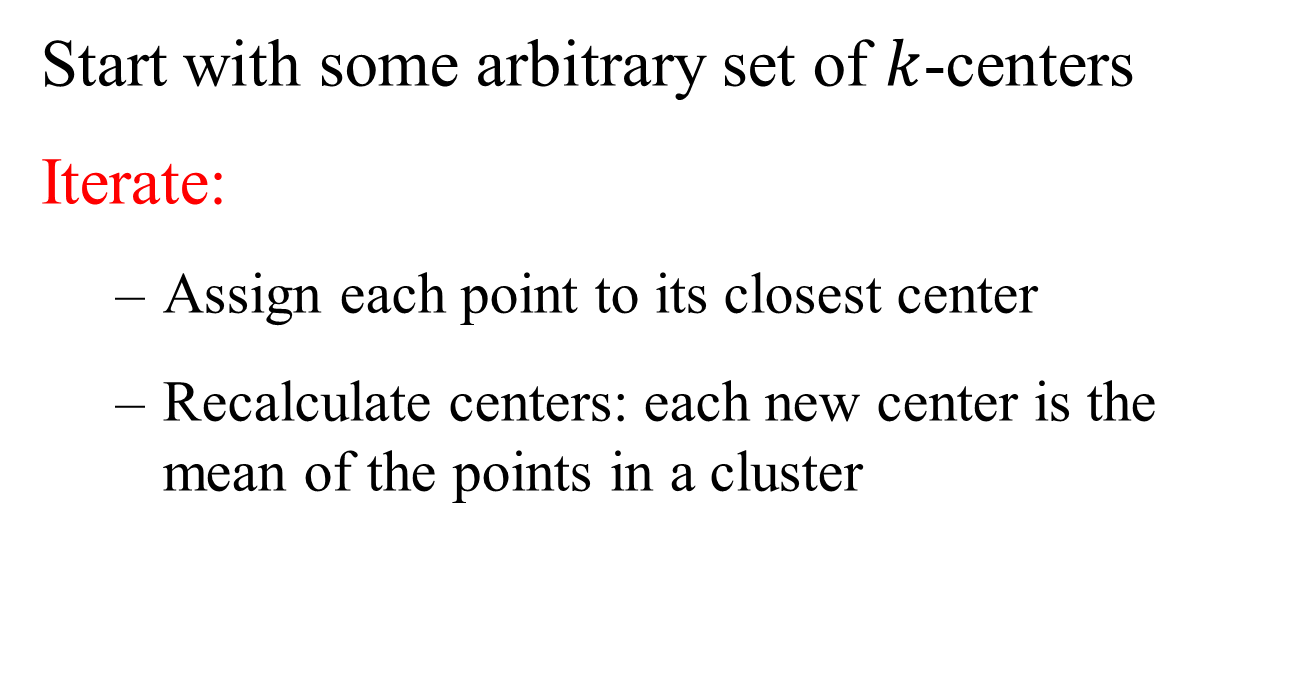 Start with some arbitrary set of k-centers
Iterate:
– Assign each point to its closest center
– Recalculate centers: each new center is the
mean of the points in a cluster